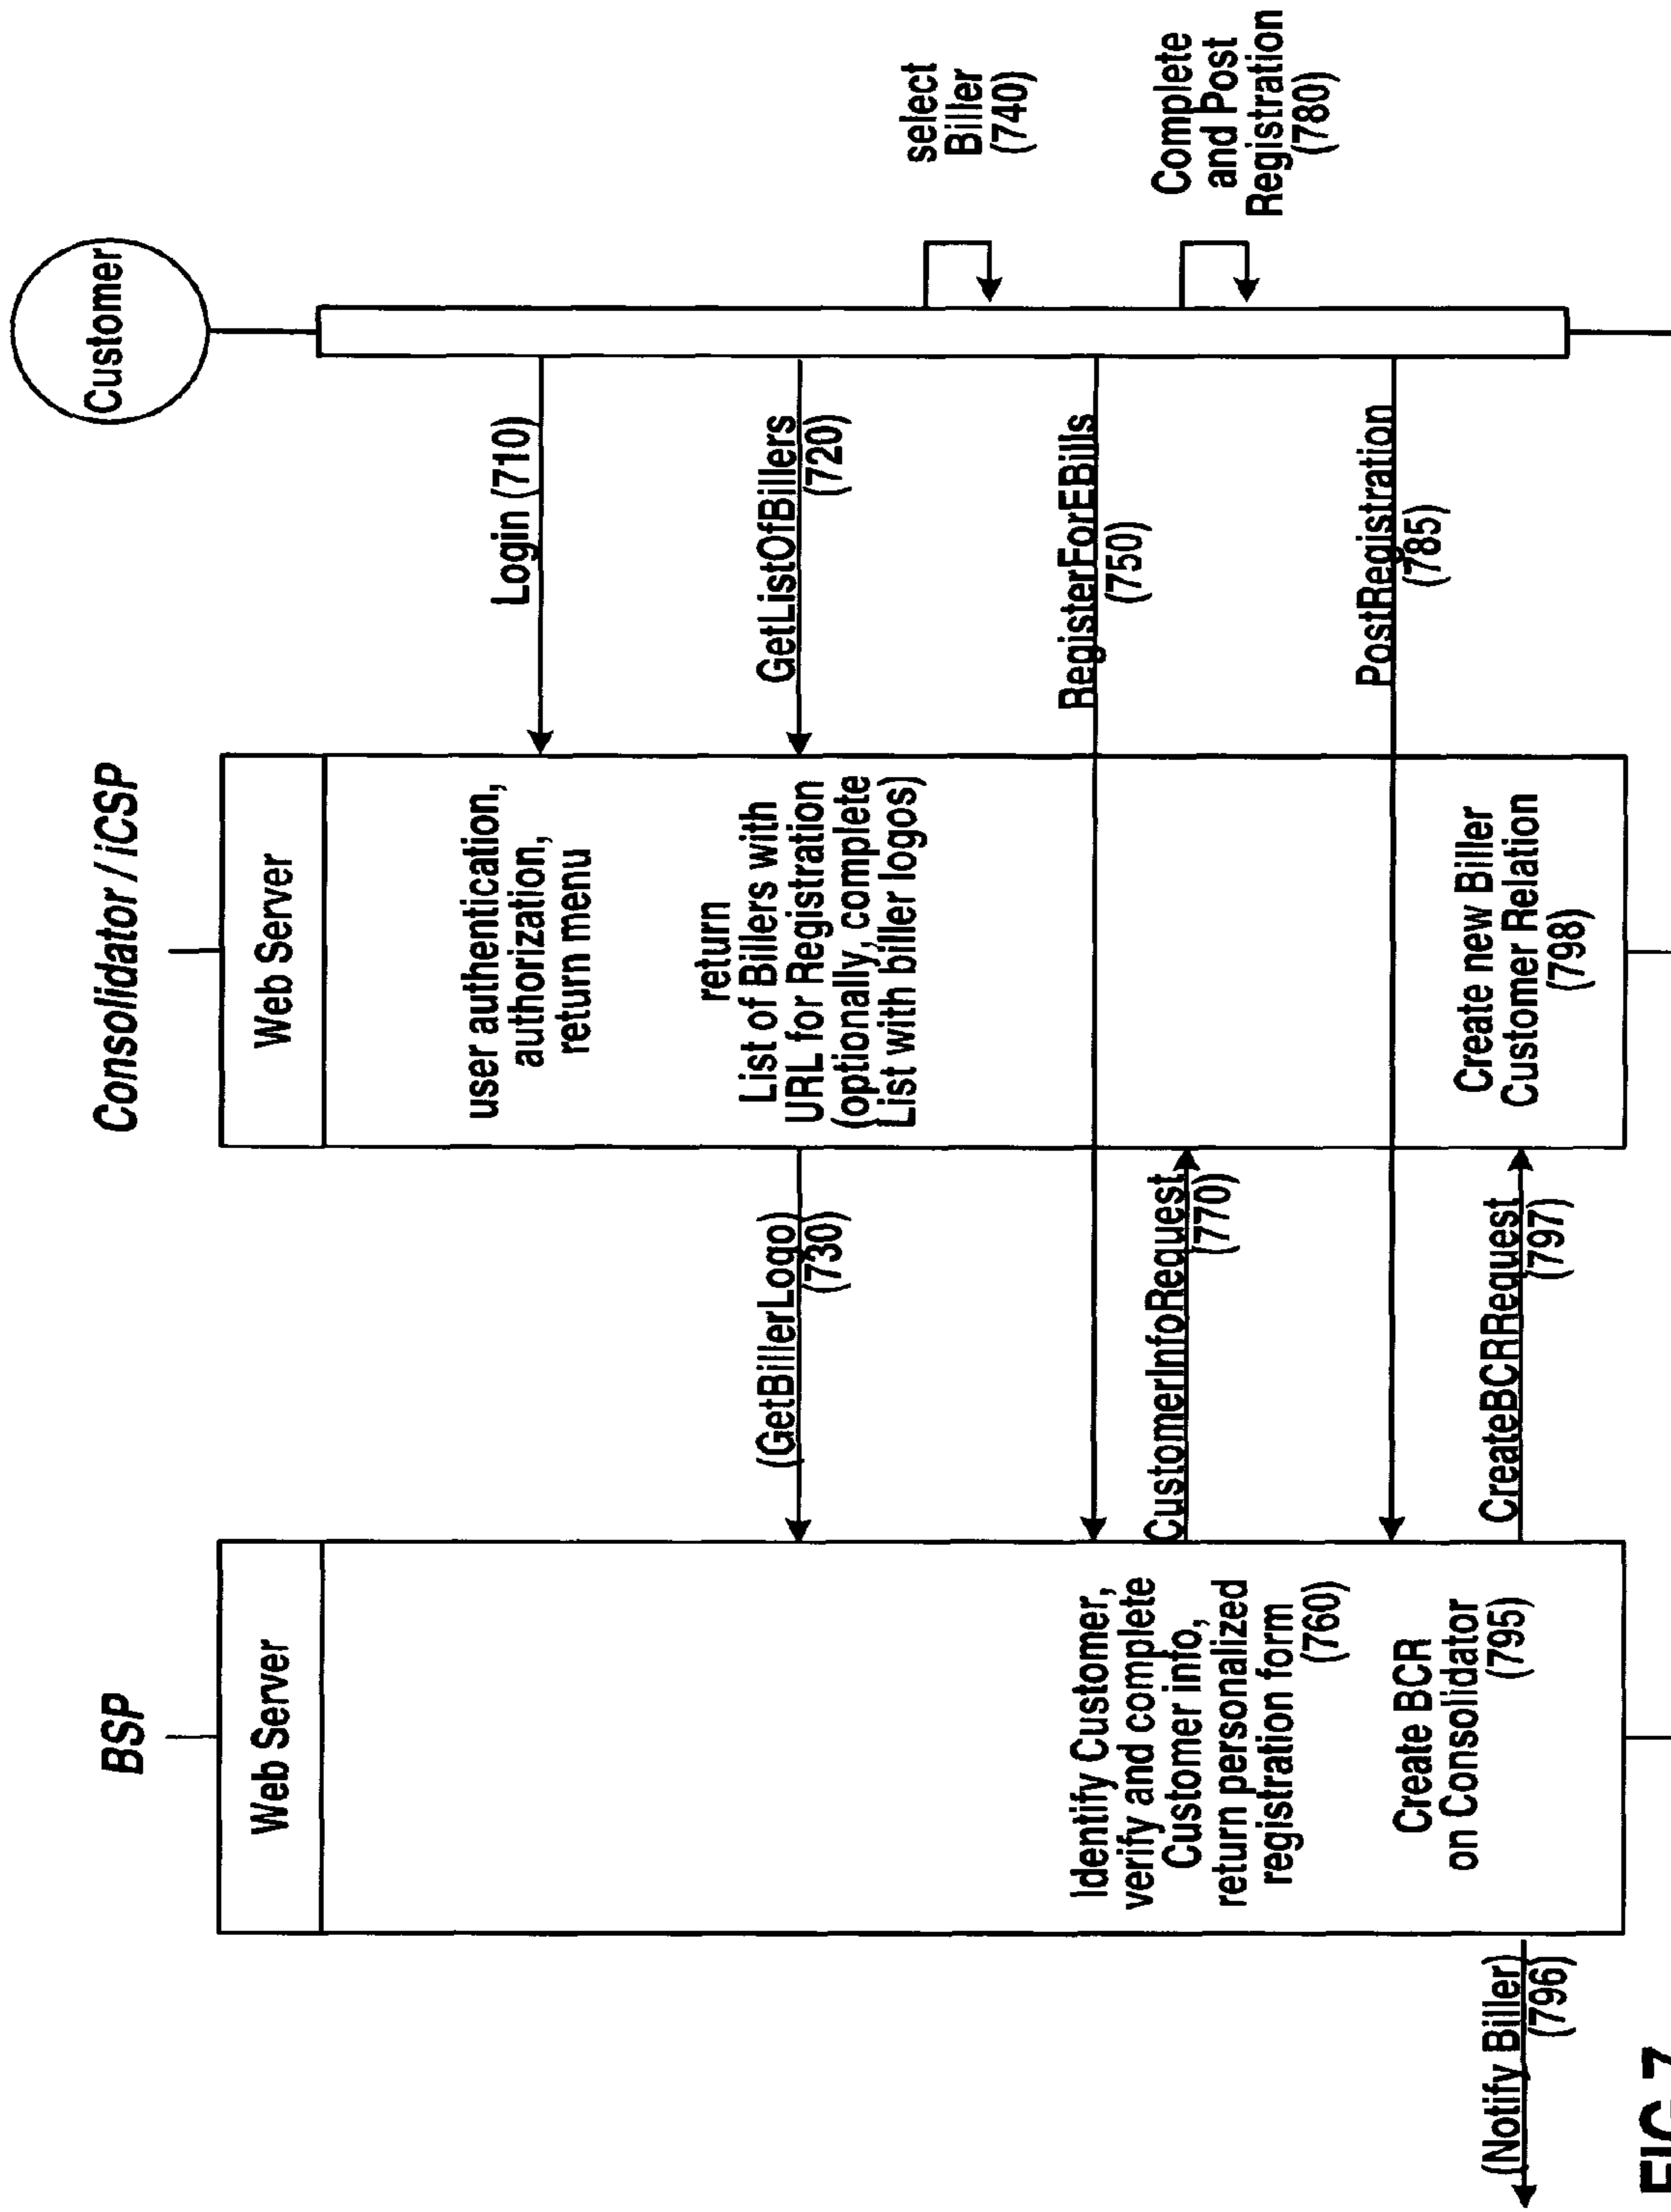 BSP
Consolidator / iCSP
Customer
Web Server
Web Server
user authentication,
authorization,
return menu
Login (710)
return
List of Billers with
URL for Registration
(optionally, complete
List with biller logos)
GetListOfBillers
(720)
(GetBillerLogo)
(730)
select
Biller
(740)
RegisterForEBills
(750)
Identify Customer,
verify and complete
Customer into,
return personalized
registration form
(760)
CustomerInfoRequest
(770)
Complete
and Post
Registration
(780)
PostRegistration
(785)
Create BCR
on Consolidator
(795)
(Notify Biller)
(796)
CreateBCRRequest
(797)
Create new Biller
Customer Relation
(798)
FIG 7